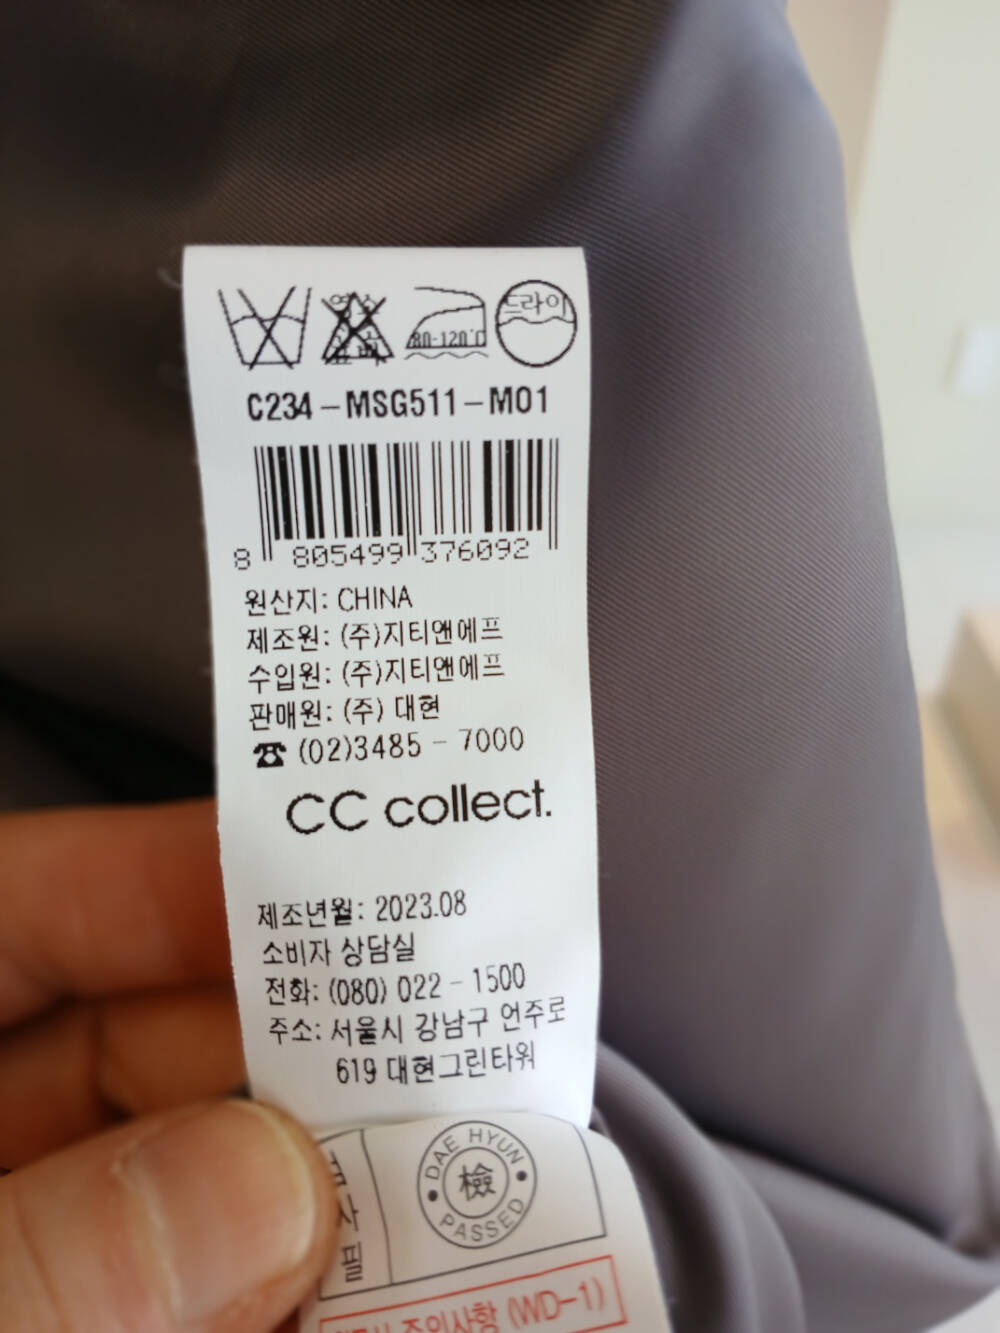 드라이
80-120℃
C234-MSG511-M01
8 805499 376092
원산지: CHINA
제조원: (주)지티앤에프
수입원: (주)지티앤에프
판매원: (주) 대현
☎ (02)3485 - 7000
CC collect.
제조년월: 2023.08
소비자 상담실
전화: (080) 022 - 1500
주소: 서울시 강남구 언주로
619 대현그린타워
검사필
DAE HYUN
檢
PASSED
주의사항 (WD-1)